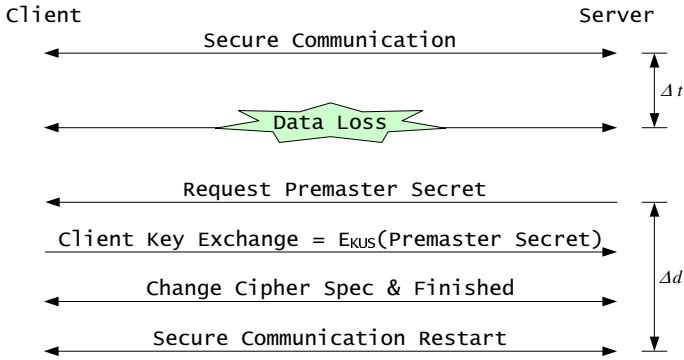 Client Server
Secure Communication
Δt
Data Loss
Request Premaster Secret
Client Key Exchange = EKUS(Premaster Secret)
Δd
Change Cipher Spec & Finished
Secure Communication Restart